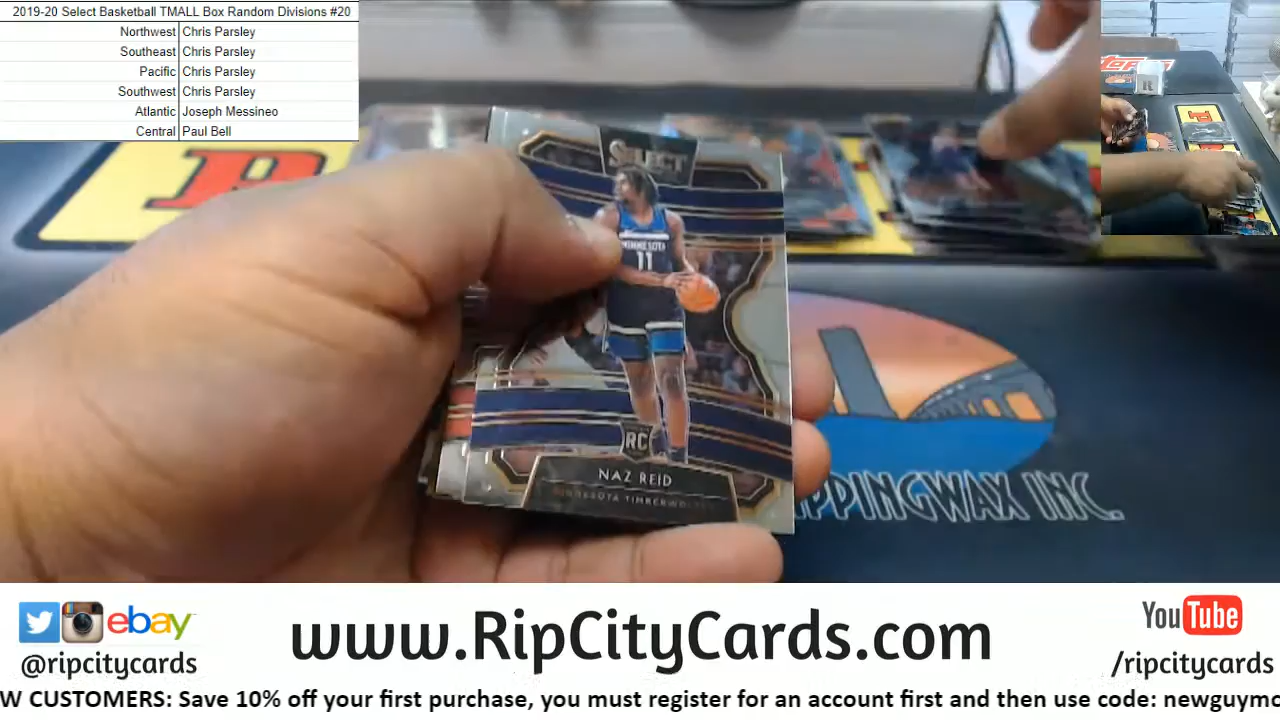 2019-20 Select Basketball TMALL Box Random Divisions #20
Northwest Chris Parsley
Southeast Chris Parsley
Pacific Chris Parsley
Southwest Chris Parsley
Atlantic Joseph Messineo
Central Paul Bell
SELECT
MINNESOTA
11
RC
NAZ REID
MINNESOTA TIMBERWOLVES
IPPINGWAX INC.
ebay
@ripcitycards
www.RipCityCards.com
YouTube
/ripcitycards
W CUSTOMERS: Save 10% off your first purchase, you must register for an account first and then use code: newguymo